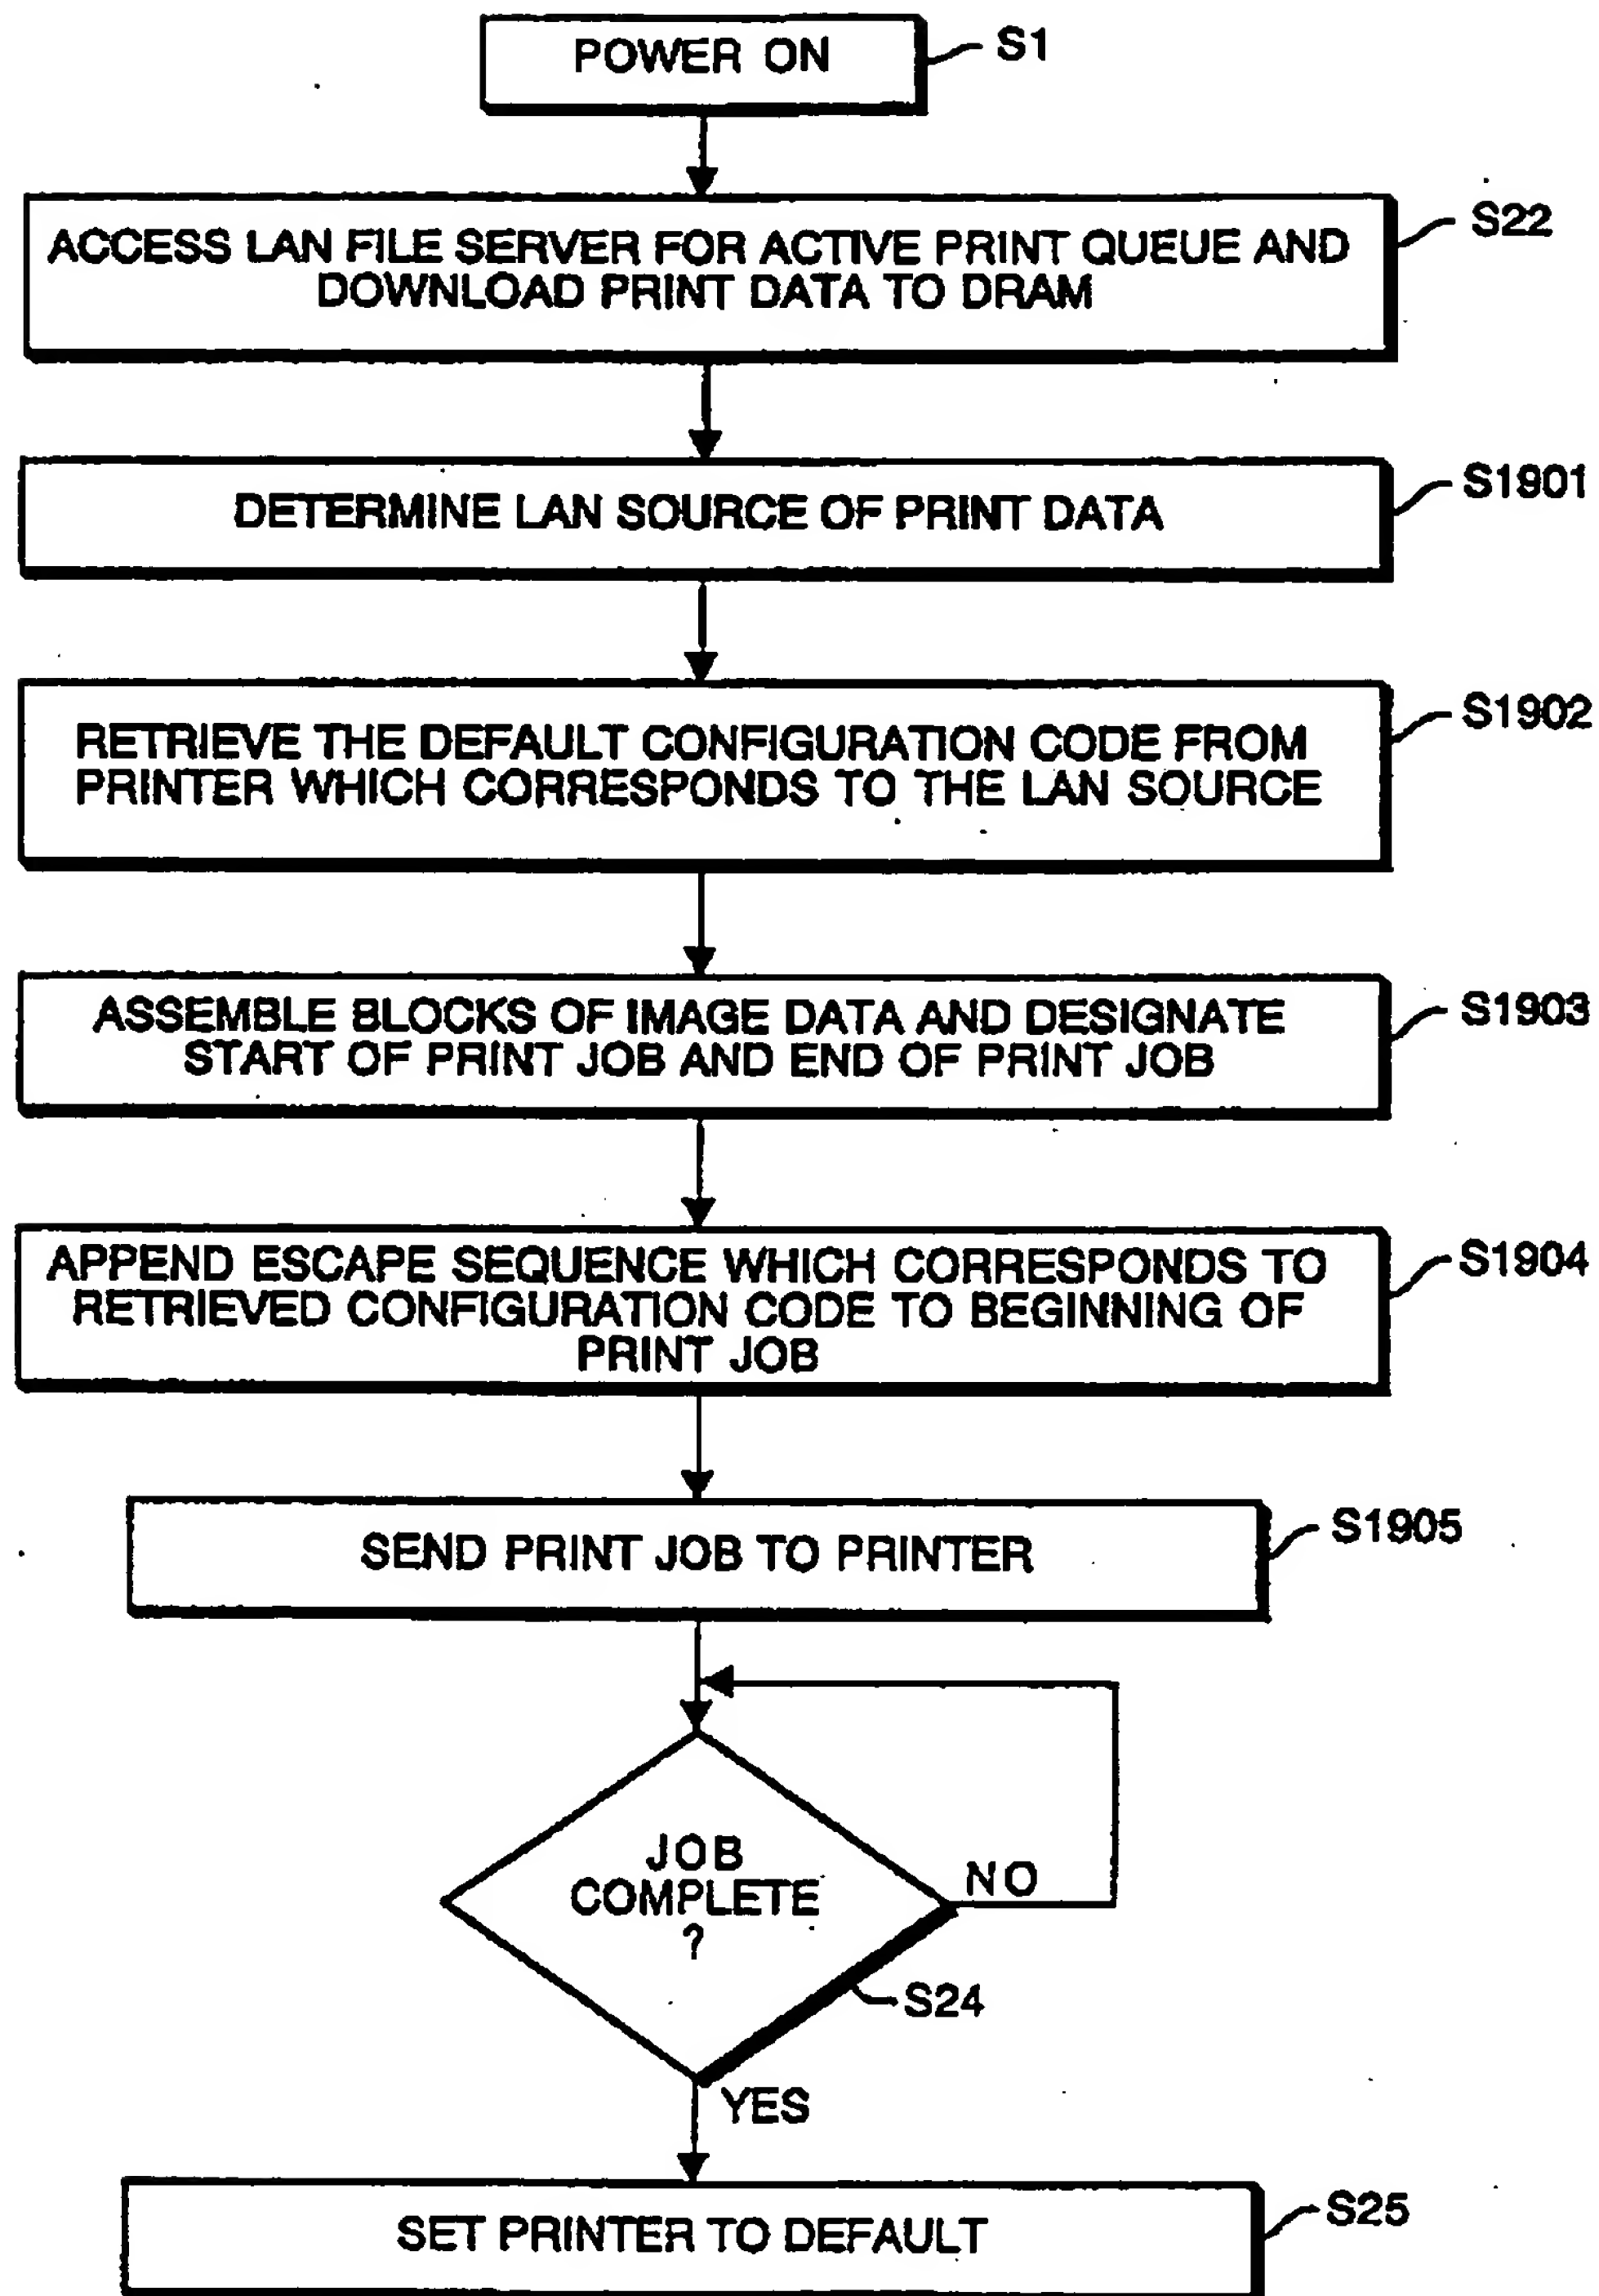 POWER ON
S1
ACCESS LAN FILE SERVER FOR ACTIVE PRINT QUEUE AND
DOWNLOAD PRINT DATA TO DRAM
S22
DETERMINE LAN SOURCE OF PRINT DATA
S1901
RETRIEVE THE DEFAULT CONFIGURATION CODE FROM
PRINTER WHICH CORRESPONDS TO THE LAN SOURCE
S1902
ASSEMBLE BLOCKS OF IMAGE DATA AND DESIGNATE
START OF PRINT JOB AND END OF PRINT JOB
S1903
APPEND ESCAPE SEQUENCE WHICH CORRESPONDS TO
RETRIEVED CONFIGURATION CODE TO BEGINNING OF
PRINT JOB
S1904
SEND PRINT JOB TO PRINTER
S1905
JOB
COMPLETE
?
NO
S24
YES
SET PRINTER TO DEFAULT
S25